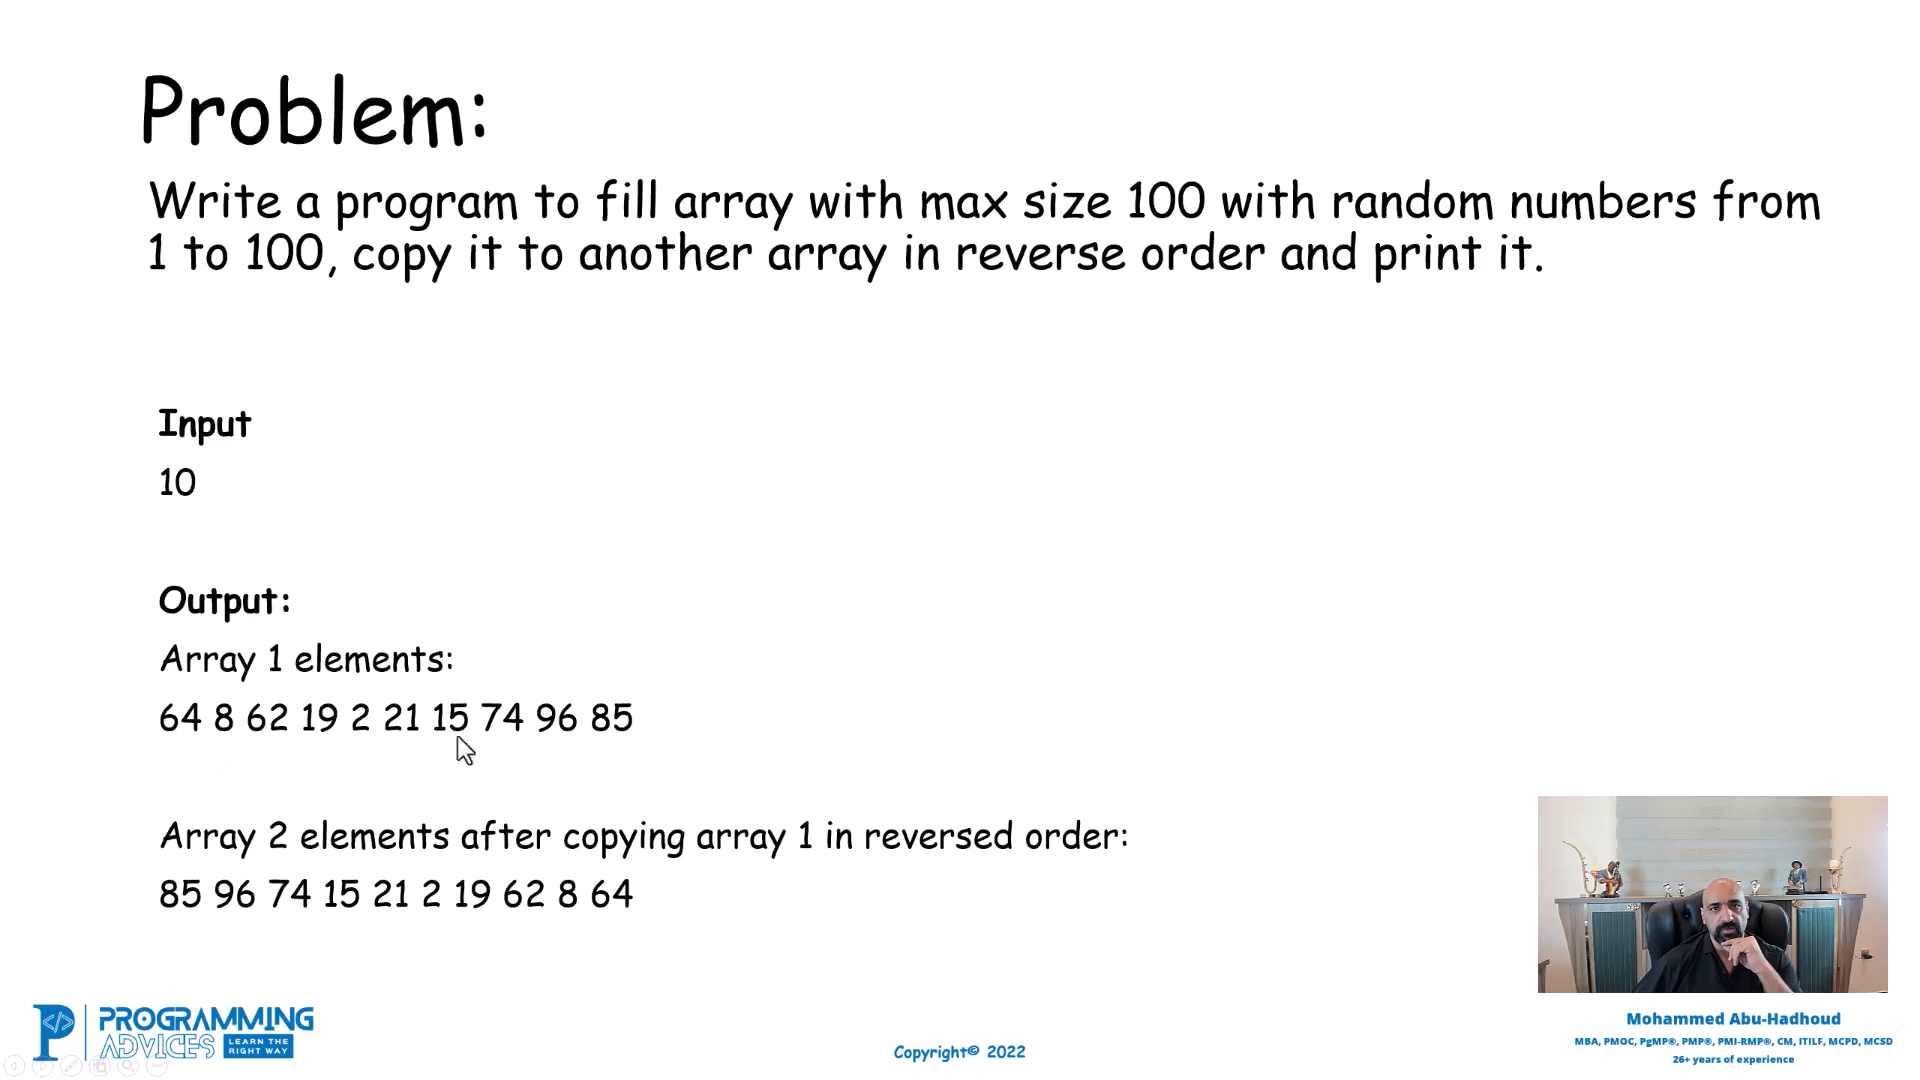 Problem:
Write a program to fill array with max size 100 with random numbers from
1 to 100, copy it to another array in reverse order and print it.
Input
10
Output:
Array 1 elements:
64 8 62 19 2 21 15 74 96 85
Array 2 elements after copying array 1 in reversed order:
85 96 74 15 21 2 19 62 8 64
P </> PROGRAMMING
ADVICES LEARN THE
RIGHT WAY
Copyright© 2022
Mohammed Abu-Hadhoud
MBA, PMOC, PgMP®, PMP®, PMI-RMP®, CM, ITILF, MCPD, MCSD
26+ years of experience